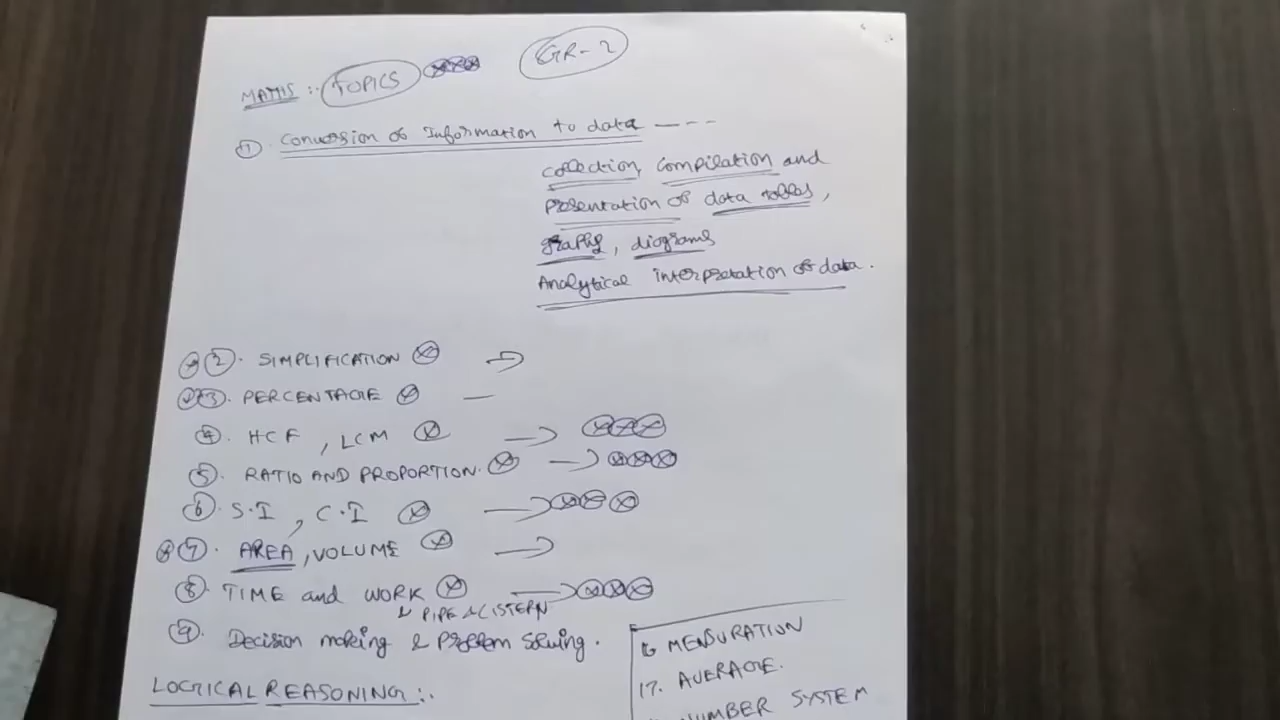 MATHS :- TOPICS GR-2
① Conversion of Information to data ----
collection, compilation and
Presentation of data tables,
graphs, diagrams
Analytical interpretation of data.
②. SIMPLIFICATION →
③. PERCENTAGE —
④. HCF, LCM →
⑤. RATIO AND PROPORTION. →
⑥. S.I, C.I →
⑦. AREA, VOLUME →
⑧. TIME and WORK →
& PIPE & CISTERN
⑨. Decision making & Problem Solving.
LOGICAL REASONING :-
16 MENSURATION
17. AVERAGE.
NUMBER SYSTEM